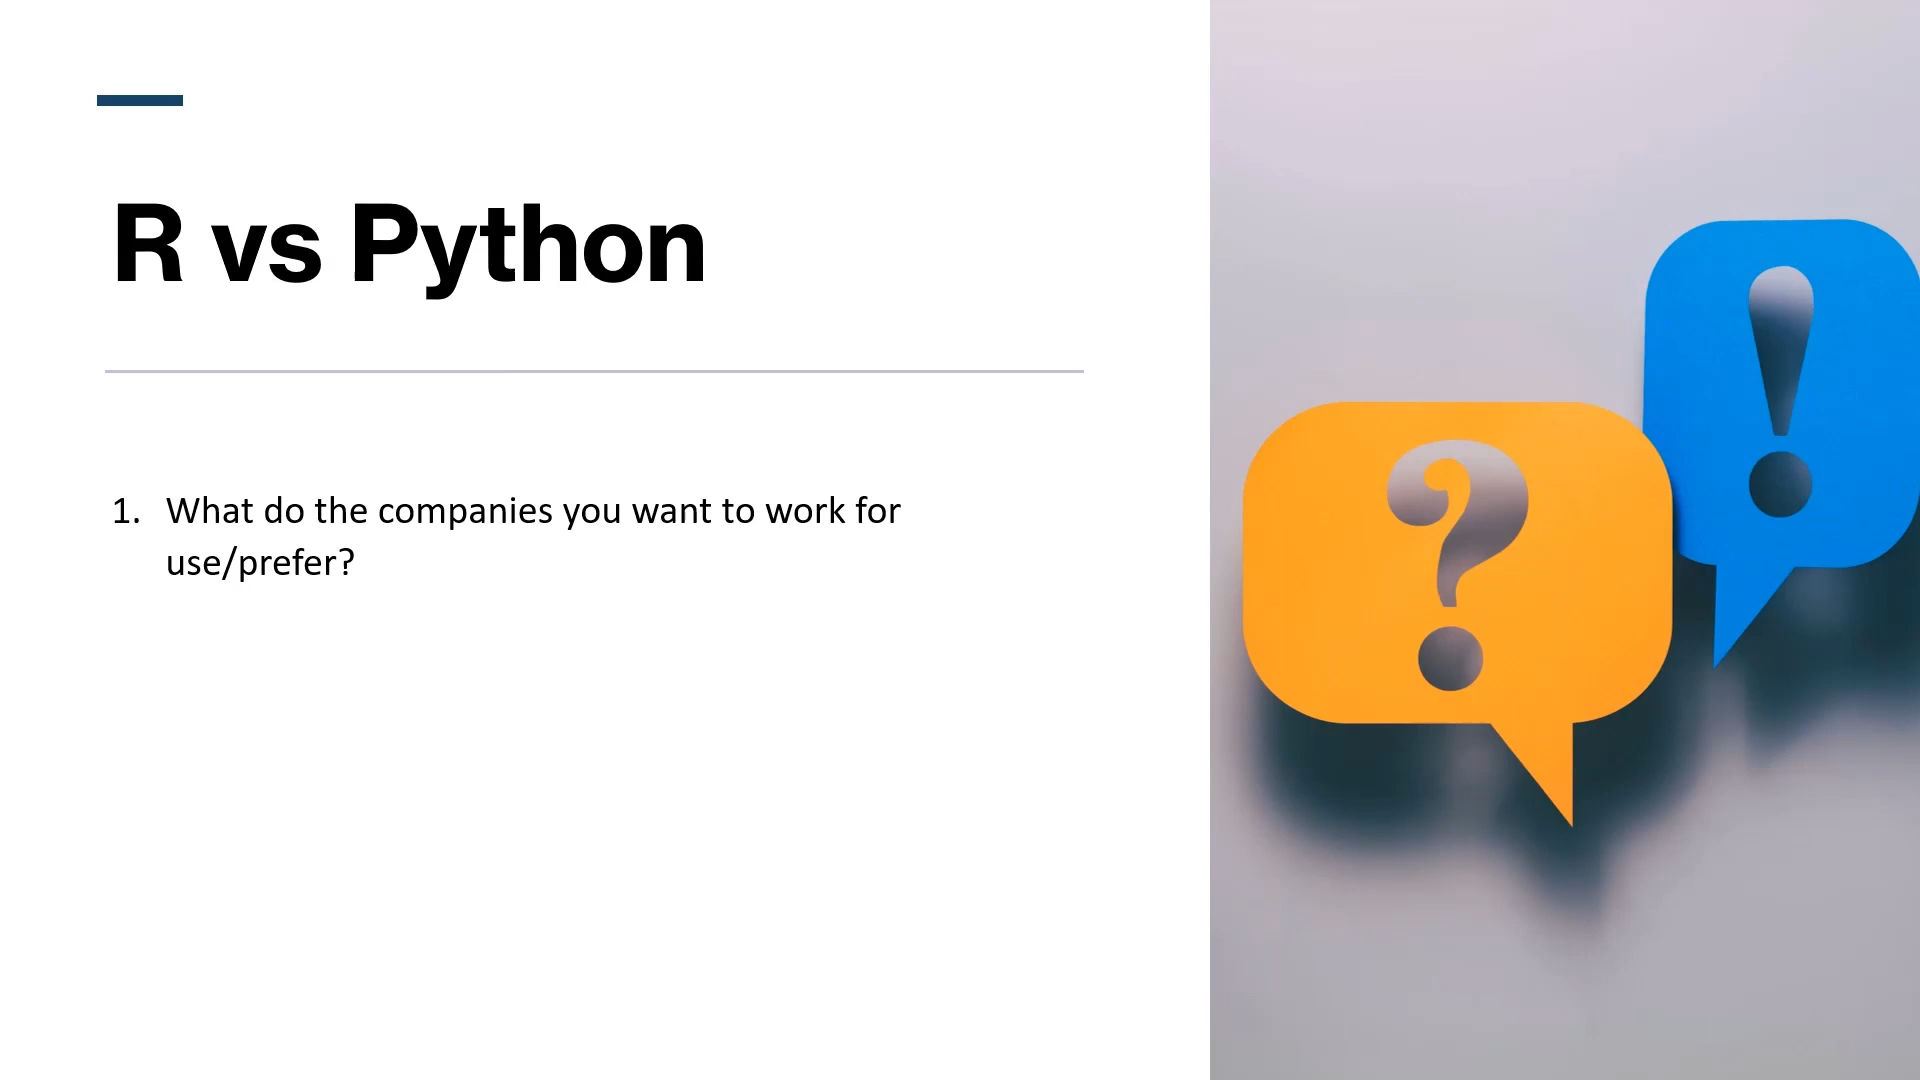 R vs Python
1. What do the companies you want to work for
use/prefer?
?
!